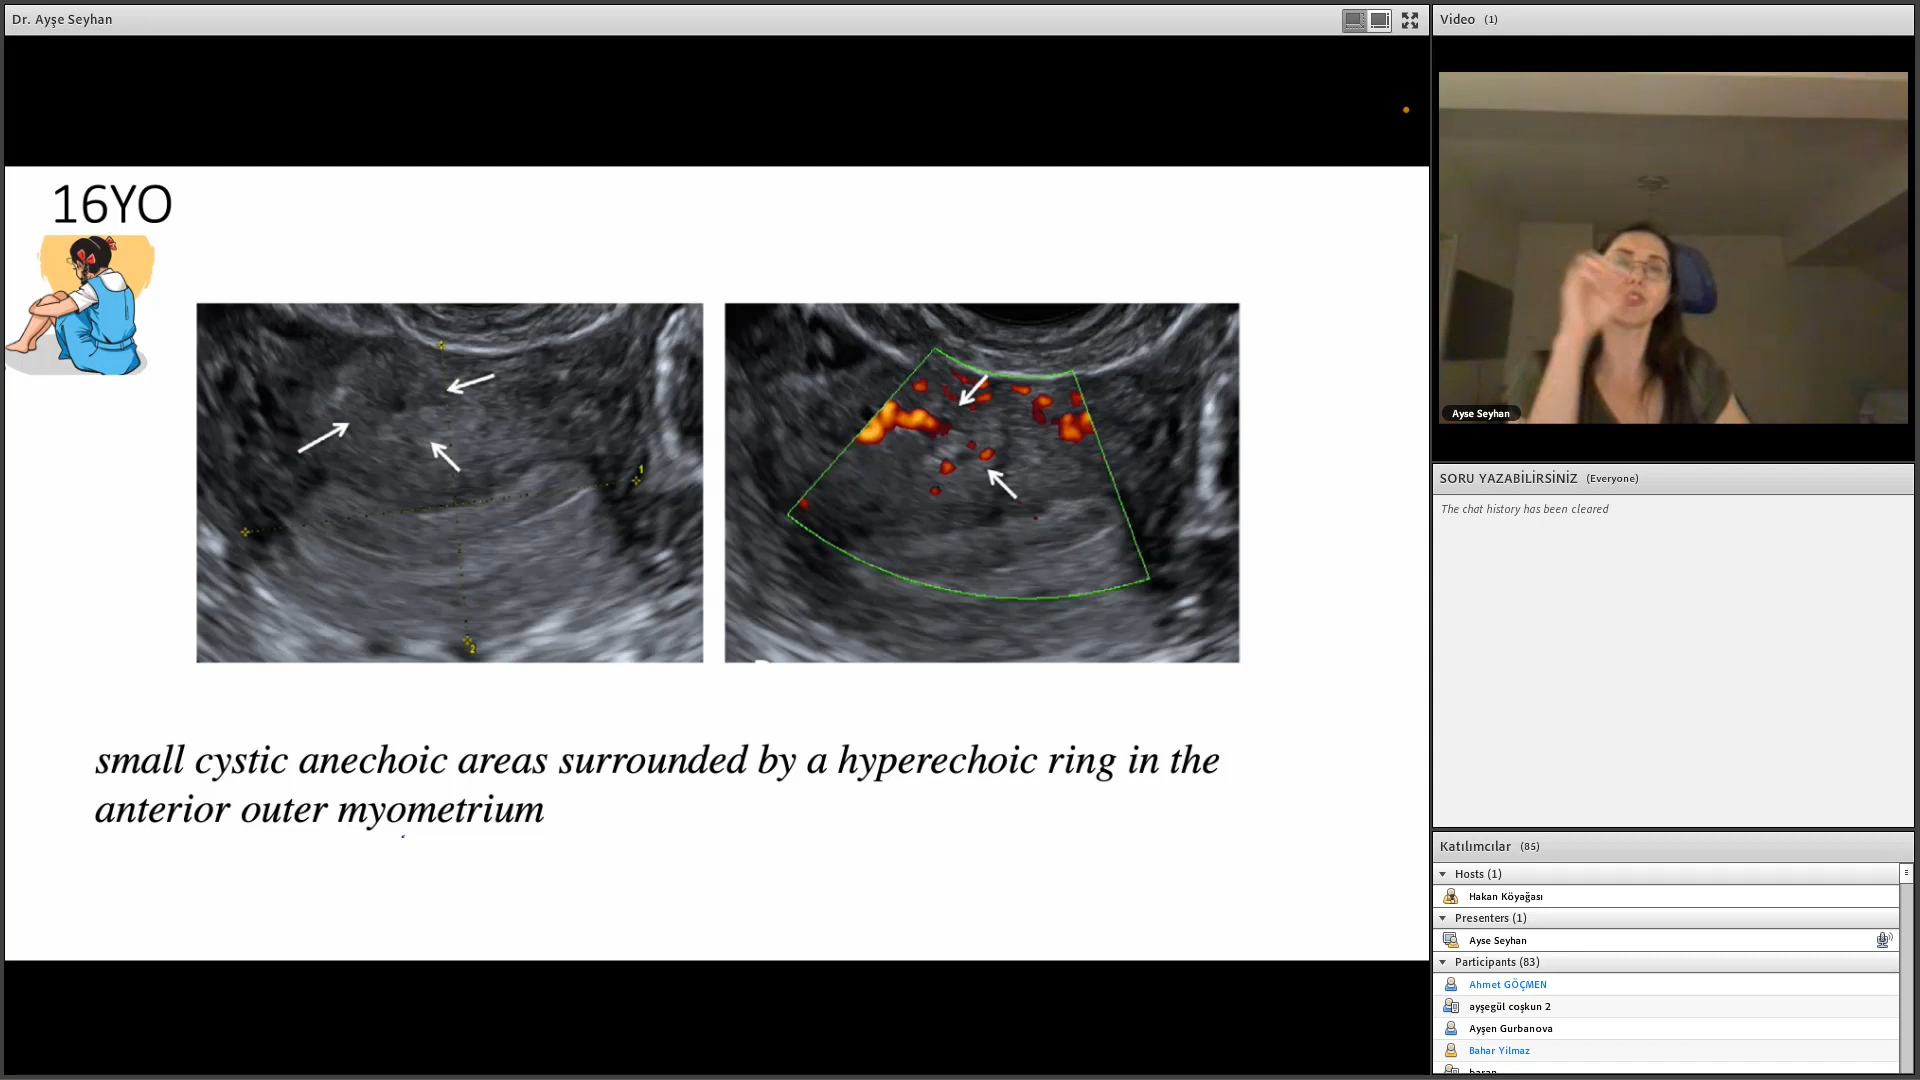 Dr. Ayşe Seyhan
16YO
1
2
small cystic anechoic areas surrounded by a hyperechoic ring in the
anterior outer myometrium
Video (1)
Ayse Seyhan
SORU YAZABİLİRSİNİZ (Everyone)
The chat history has been cleared
Katılımcılar (85)
Hosts (1)
Hakan Köyağası
Presenters (1)
Ayse Seyhan
Participants (83)
Ahmet GÖÇMEN
ayşegül coşkun 2
Ayşen Gurbanova
Bahar Yilmaz